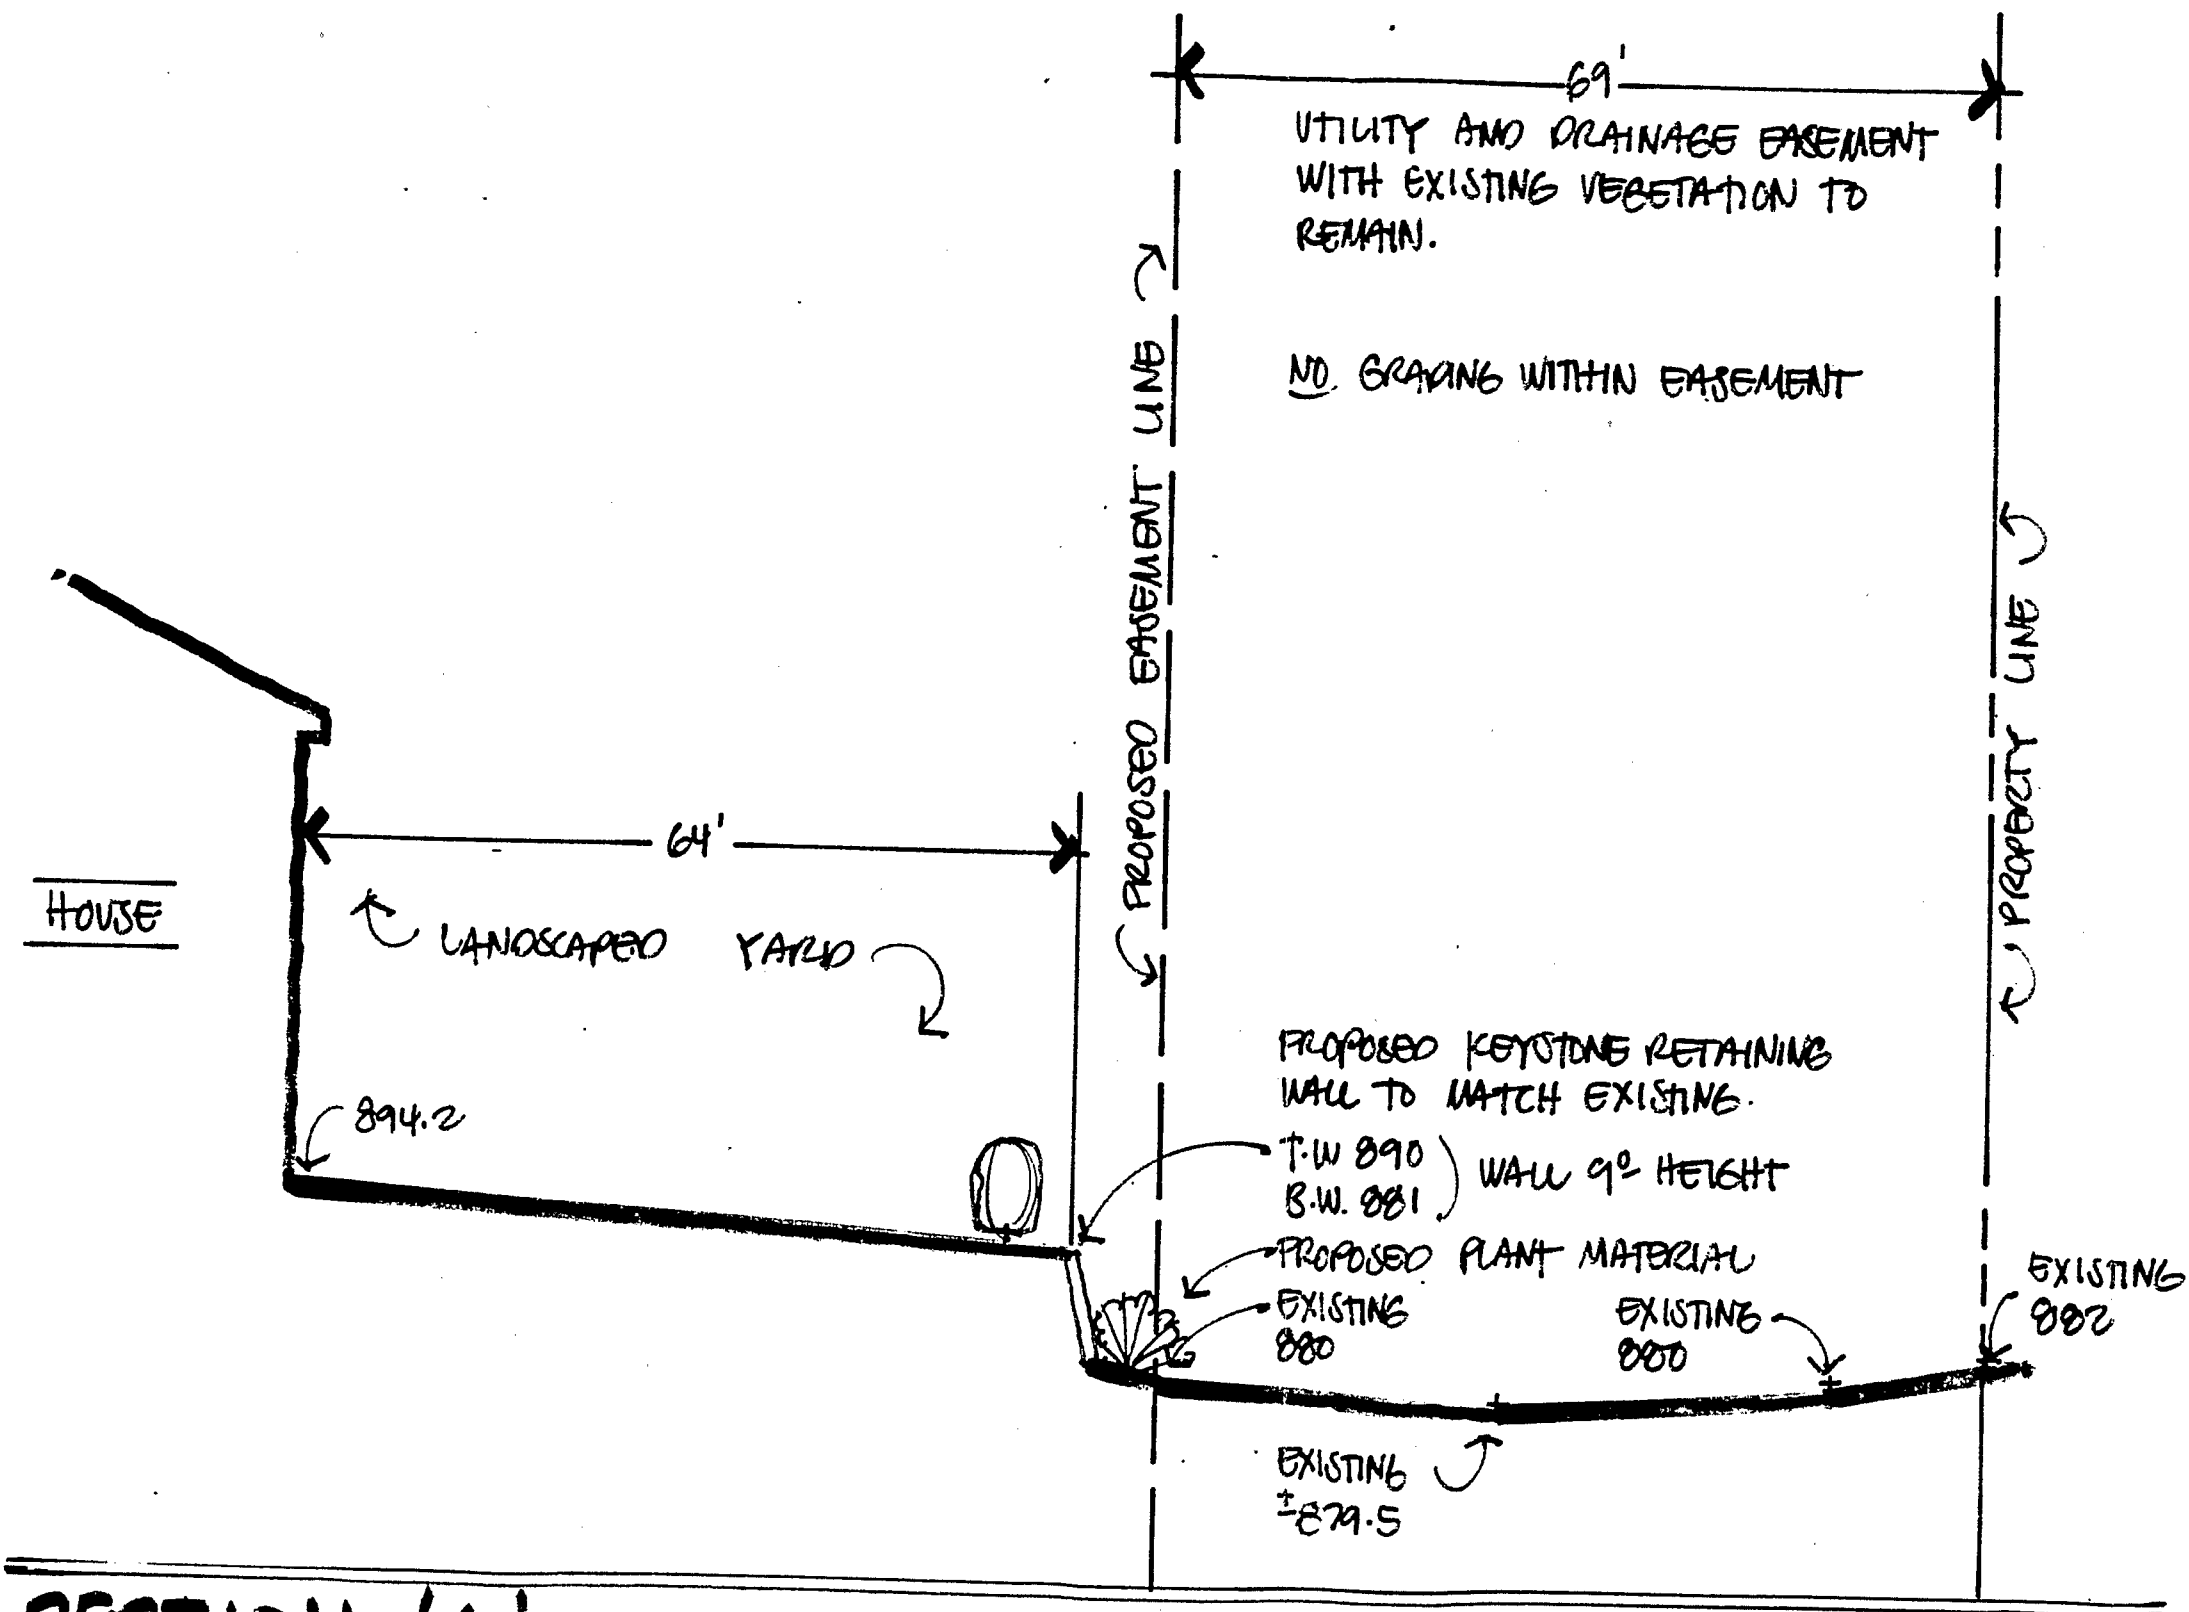 69'
UTILITY AND DRAINAGE EASEMENT
WITH EXISTING VEGETATION TO
REMAIN.
NO GRADING WITHIN EASEMENT
PROPOSED EASEMENT LINE
PROPERTY LINE
64'
HOUSE
LANDSCAPED YARD
894.2
PROPOSED KEYSTONE RETAINING
WALL TO MATCH EXISTING.
T.W 890
B.W. 881
WALL 9⁰ HEIGHT
PROPOSED PLANT MATERIAL
EXISTING
880
EXISTING
880
EXISTING
882
EXISTING
±879.5